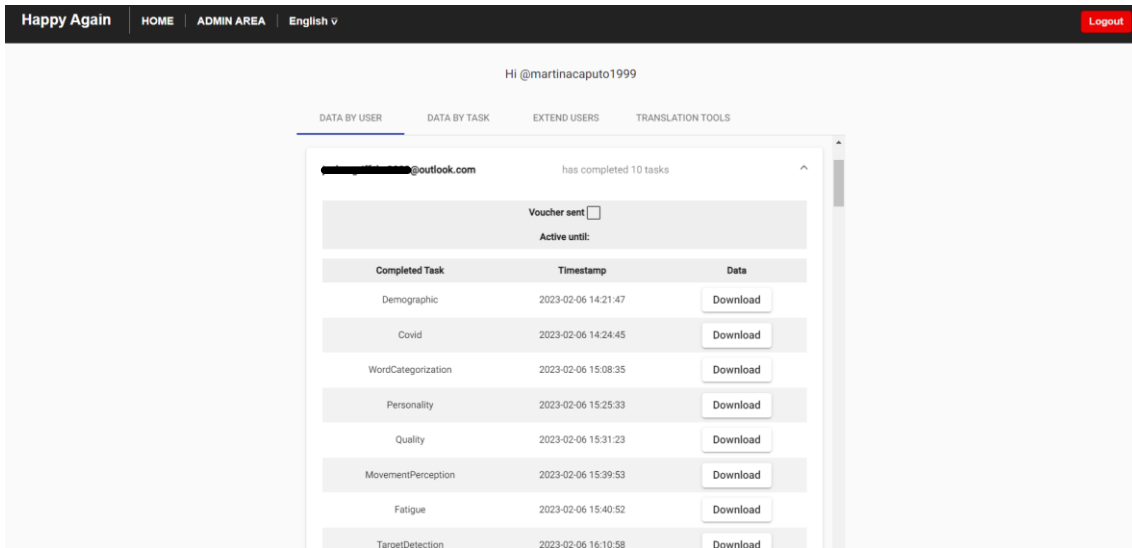 Happy Again HOME ADMIN AREA English ⊽ Logout
Hi @martinacaputo1999
DATA BY USER DATA BY TASK EXTEND USERS TRANSLATION TOOLS
@outlook.com has completed 10 tasks
Voucher sent
Active until:
Completed Task Timestamp Data
Demographic 2023-02-06 14:21:47 Download
Covid 2023-02-06 14:24:45 Download
WordCategorization 2023-02-06 15:08:35 Download
Personality 2023-02-06 15:25:33 Download
Quality 2023-02-06 15:31:23 Download
MovementPerception 2023-02-06 15:39:53 Download
Fatigue 2023-02-06 15:40:52 Download
TargetDetection 2023-02-06 16:10:58 Download